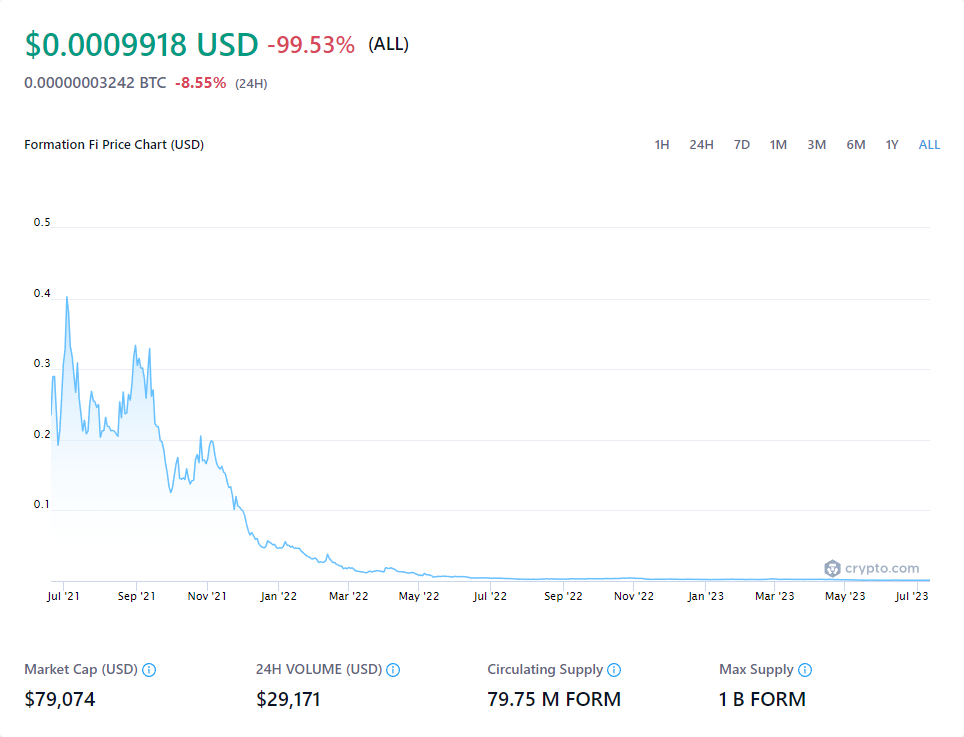 $0.0009918 USD -99.53% (ALL)
0.00000003242 BTC -8.55% (24H)
Formation Fi Price Chart (USD) 1H 24H 7D 1M 3M 6M 1Y ALL
0.5
0.4
0.3
0.2
0.1
crypto.com
Jul '21 Sep '21 Nov '21 Jan '22 Mar '22 May '22 Jul '22 Sep '22 Nov '22 Jan '23 Mar '23 May '23 Jul '23
Market Cap (USD) 24H VOLUME (USD) Circulating Supply Max Supply
$79,074 $29,171 79.75 M FORM 1 B FORM